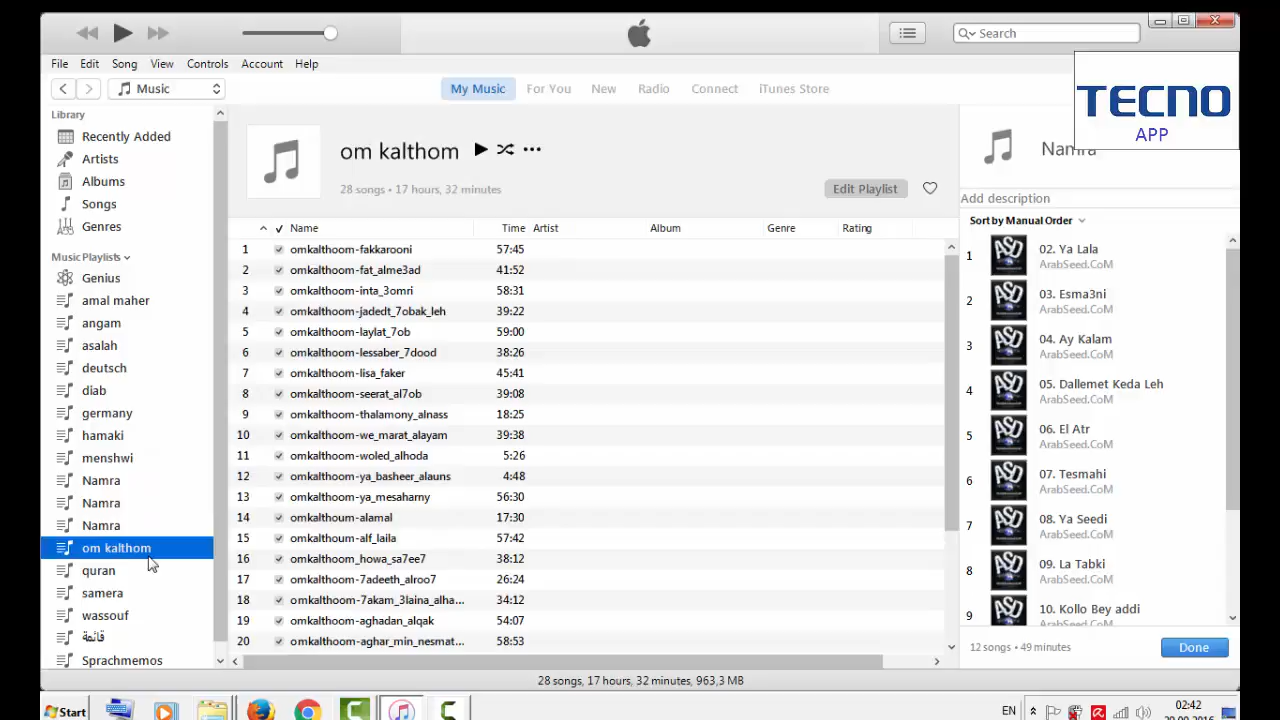 Search
File Edit Song View Controls Account Help
Music
My Music For You New Radio Connect iTunes Store
TECNO
APP
Library
Recently Added
Artists
Albums
Songs
Genres
Music Playlists
Genius
amal maher
angam
asalah
deutsch
diab
germany
hamaki
menshwi
Namra
Namra
Namra
om kalthom
quran
samera
wassouf
قائمة
Sprachmemos
om kalthom
28 songs • 17 hours, 32 minutes
Edit Playlist
Name Time Artist Album Genre Rating
1 omkalthoom-fakkarooni 57:45
2 omkalthoom-fat_alme3ad 41:52
3 omkalthoom-inta_3omri 58:31
4 omkalthoom-jadedt_7obak_leh 39:22
5 omkalthoom-laylat_7ob 59:00
6 omkalthoom-lessaber_7dood 38:26
7 omkalthoom-lisa_faker 45:41
8 omkalthoom-seerat_al7ob 39:08
9 omkalthoom-thalamony_alnass 18:25
10 omkalthoom-we_marat_alayam 39:38
11 omkalthoom-woled_alhoda 5:26
12 omkalthoom-ya_basheer_alauns 4:48
13 omkalthoom-ya_mesahamy 56:30
14 omkalthoum-alamal 17:30
15 omkalthoum-alf_laila 57:42
16 omkalthoom_howa_sa7ee7 38:12
17 omkalthoom-7adeeth_alroo7 26:24
18 omkalthoom-7akam_3laina_alha... 34:12
19 omkalthoom-aghadan_alqak 54:07
20 omkalthoom-aghar_min_nesmat... 58:53
Namra
Add description
Sort by Manual Order
1 02. Ya Lala
ArabSeed.CoM
2 03. Esma3ni
ArabSeed.CoM
3 04. Ay Kalam
ArabSeed.CoM
4 05. Dallemet Keda Leh
ArabSeed.CoM
5 06. El Atr
ArabSeed.CoM
6 07. Tesmahi
ArabSeed.CoM
7 08. Ya Seedi
ArabSeed.CoM
8 09. La Tabki
ArabSeed.CoM
9 10. Kollo Bey addi
ArabSeed.CoM
12 songs • 49 minutes
Done
28 songs, 17 hours, 32 minutes, 963,3 MB
Start
EN
02:42